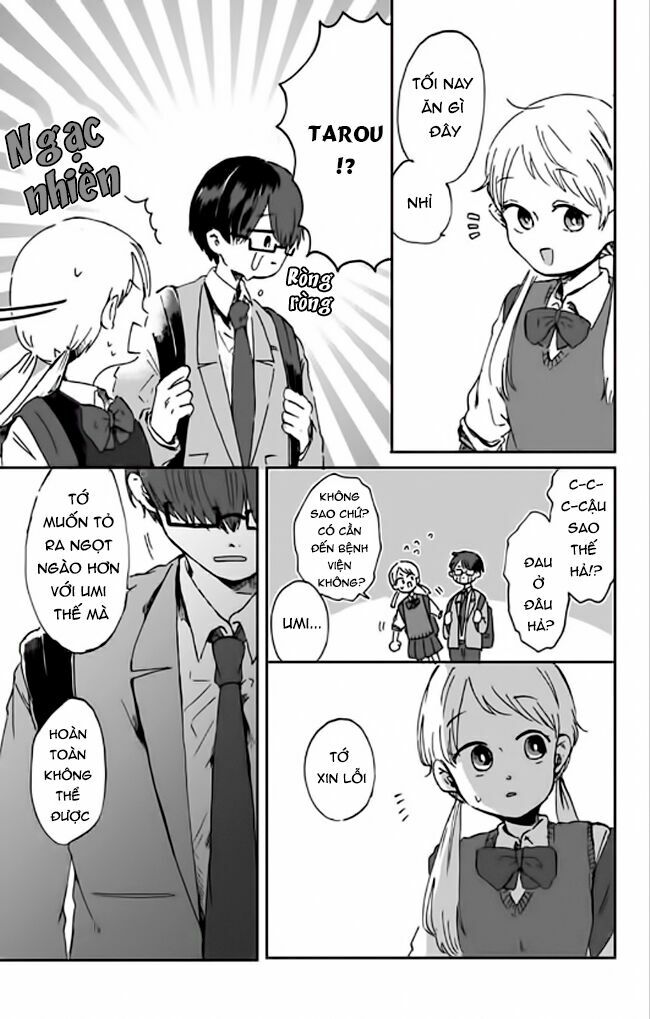 TỐI NAY
ĂN GÌ
ĐÂY
NHỈ
TAROU
!?
Ngạc
nhiên
Ròng
ròng
C-C-
C-CẬU
SAO
THẾ
HẢ!?
ĐAU
Ở
ĐÂU
HẢ?
KHÔNG
SAO CHỨ?
CÓ CẦN
ĐẾN BỆNH
VIỆN
KHÔNG?
UMI...
TỚ
XIN LỖI
TỚ
MUỐN TỎ
RA NGỌT
NGÀO HƠN
VỚI UMI
THẾ MÀ
HOÀN
TOÀN
KHÔNG
THỂ
ĐƯỢC